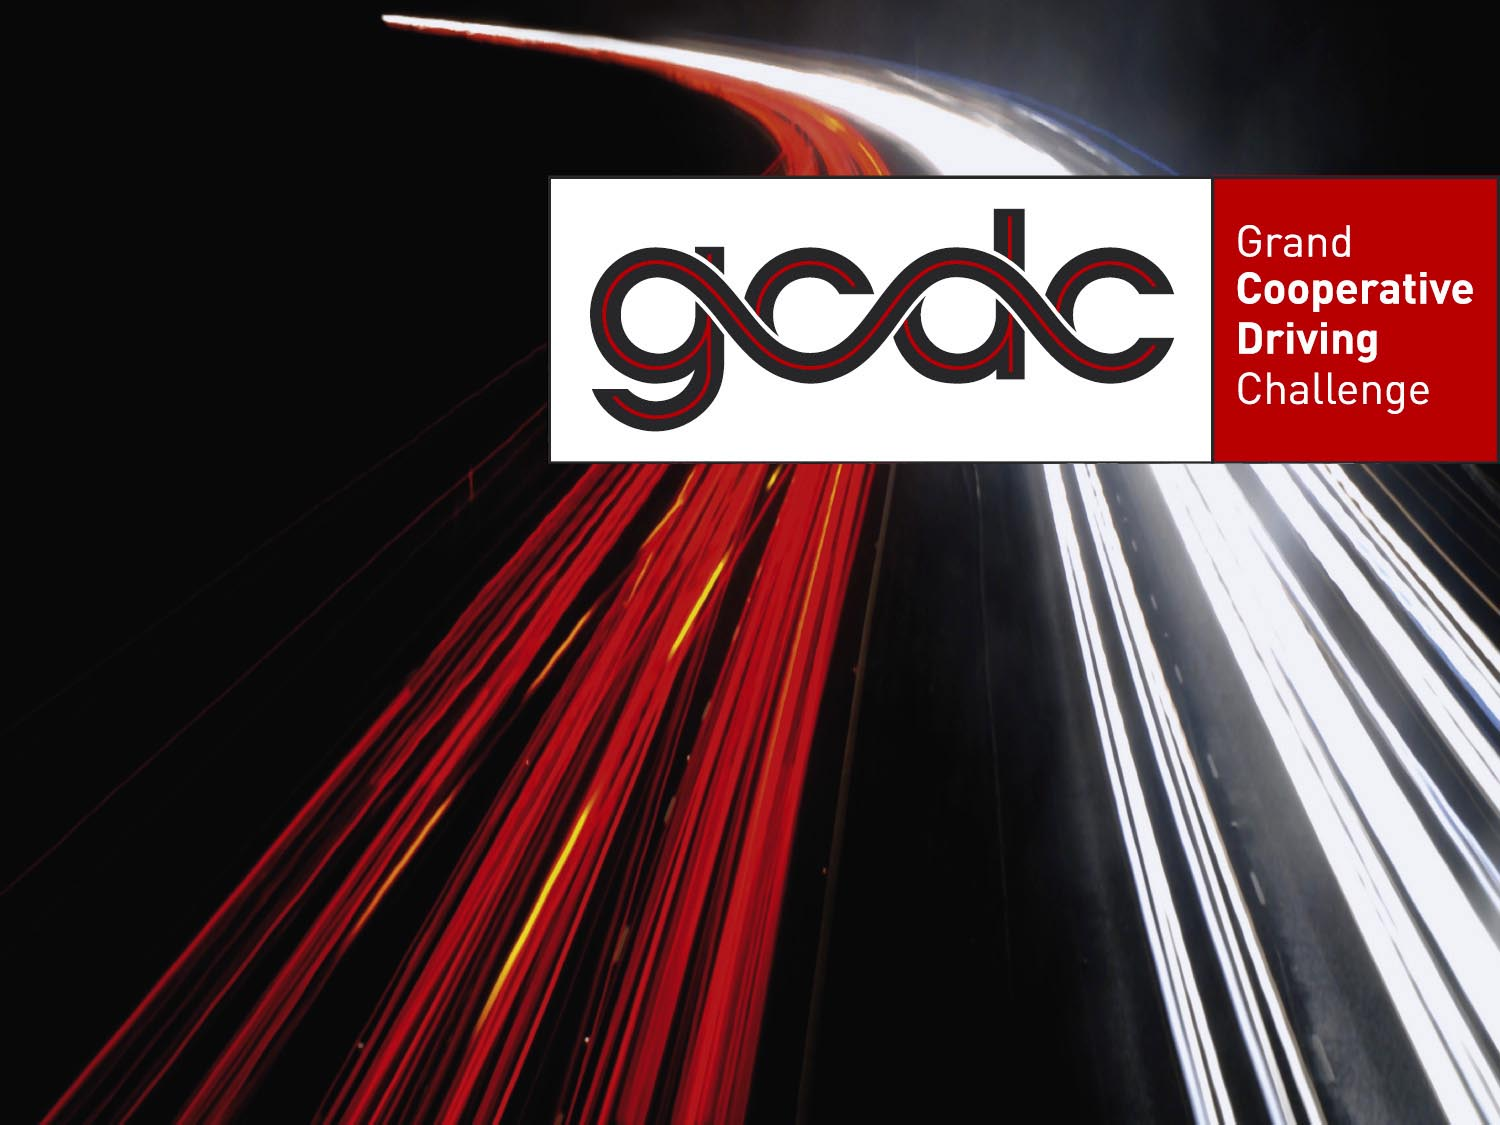 gcdc
Grand
Cooperative
Driving
Challenge